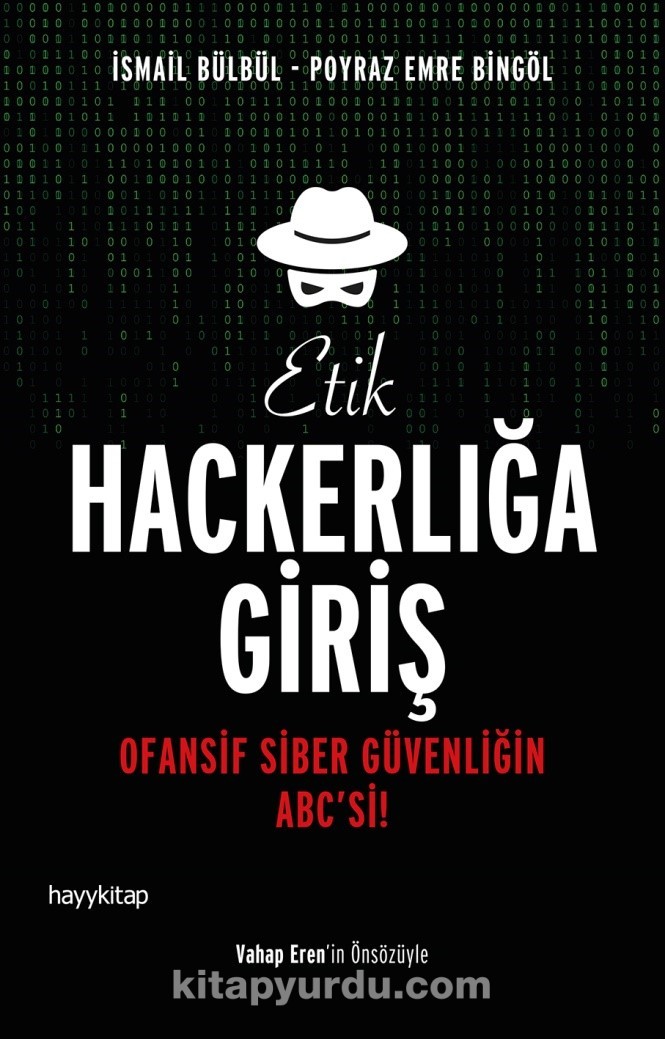 İSMAİL BÜLBÜL - POYRAZ EMRE BİNGÖL
Etik
HACKERLIĞA
GİRİŞ
OFANSİF SİBER GÜVENLİĞİN
ABC'Sİ!
hayykitap
Vahap Eren'in Önsözüyle
kitapyurdu.com